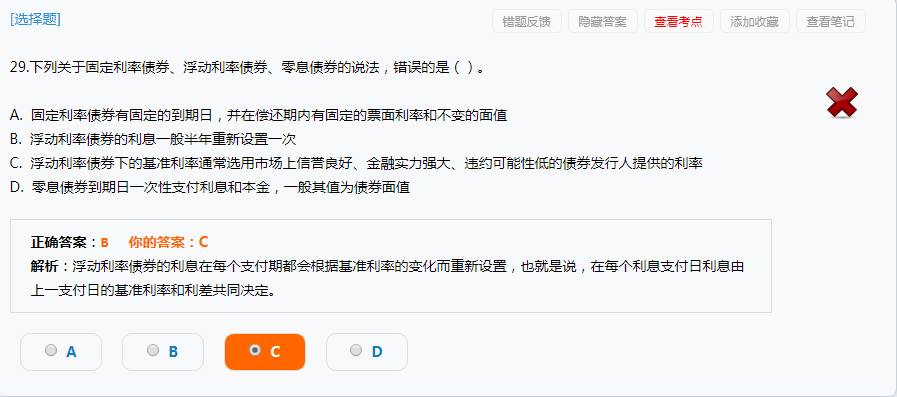 [选择题]
错题反馈 隐藏答案 查看考点 添加收藏 查看笔记
29.下列关于固定利率债券、浮动利率债券、零息债券的说法，错误的是 ( ) 。
A. 固定利率债券有固定的到期日，并在偿还期内有固定的票面利率和不变的面值
B. 浮动利率债券的利息一般半年重新设置一次
C. 浮动利率债券下的基准利率通常选用市场上信誉良好、金融实力强大、违约可能性低的债券发行人提供的利率
D. 零息债券到期日一次性支付利息和本金，一般其值为债券面值
正确答案：B 你的答案：C
解析：浮动利率债券的利息在每个支付期都会根据基准利率的变化而重新设置，也就是说，在每个利息支付日利息由
上一支付日的基准利率和利差共同决定。
A B C D